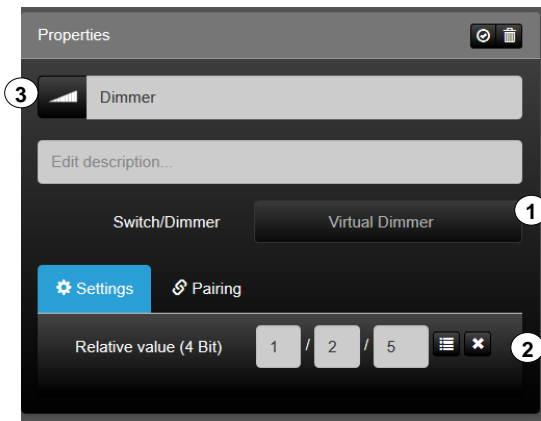 Properties
3
Dimmer
Edit description...
Switch/Dimmer Virtual Dimmer 1
Settings Pairing
Relative value (4 Bit) 1 / 2 / 5 2